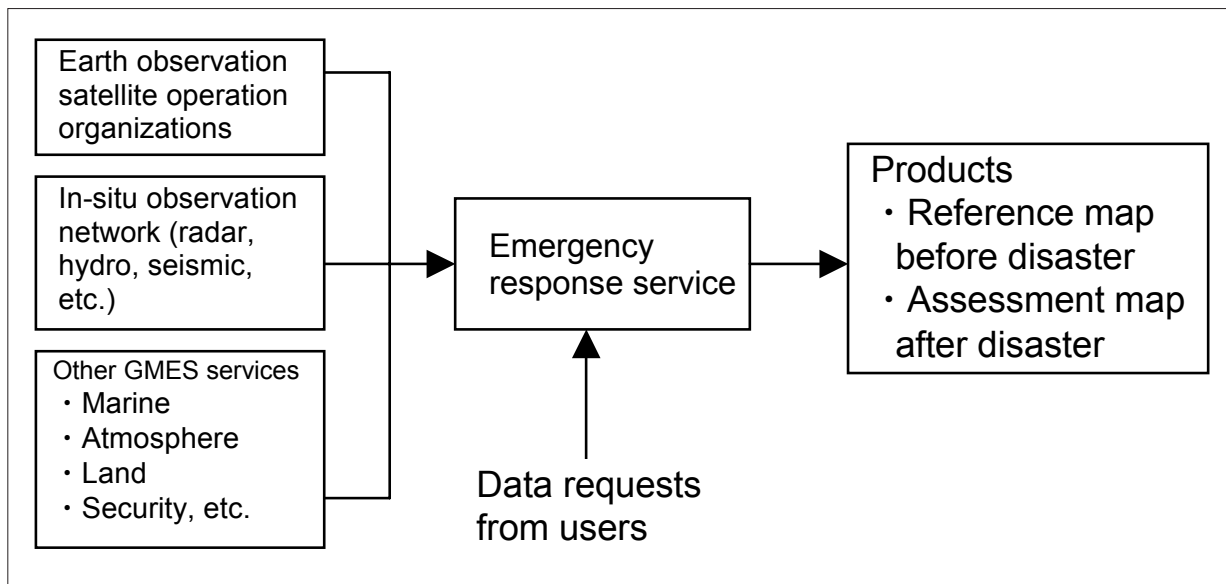 Earth observation
satellite operation
organizations
In-situ observation
network (radar,
hydro, seismic,
etc.)
Other GMES services
・Marine
・Atmosphere
・Land
・Security, etc.
Emergency
response service
Data requests
from users
Products
・Reference map
before disaster
・Assessment map
after disaster